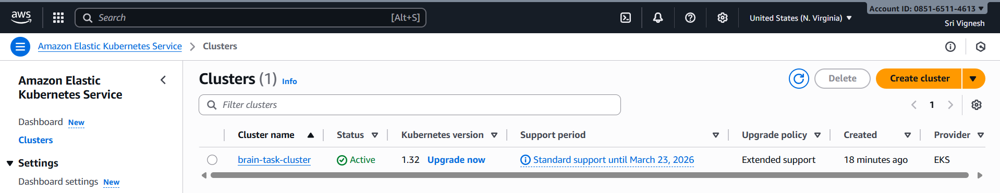 aws
Search [Alt+S]
United States (N. Virginia)
Account ID: 0851-6511-4613
Sri Vignesh
Amazon Elastic Kubernetes Service > Clusters
Amazon Elastic
Kubernetes Service
Dashboard New
Clusters
Settings
Dashboard settings New
Clusters (1) Info
Delete
Create cluster
Filter clusters
1
Cluster name Status Kubernetes version Support period Upgrade policy Created Provider
brain-task-cluster Active 1.32 Upgrade now Standard support until March 23, 2026 Extended support 18 minutes ago EKS